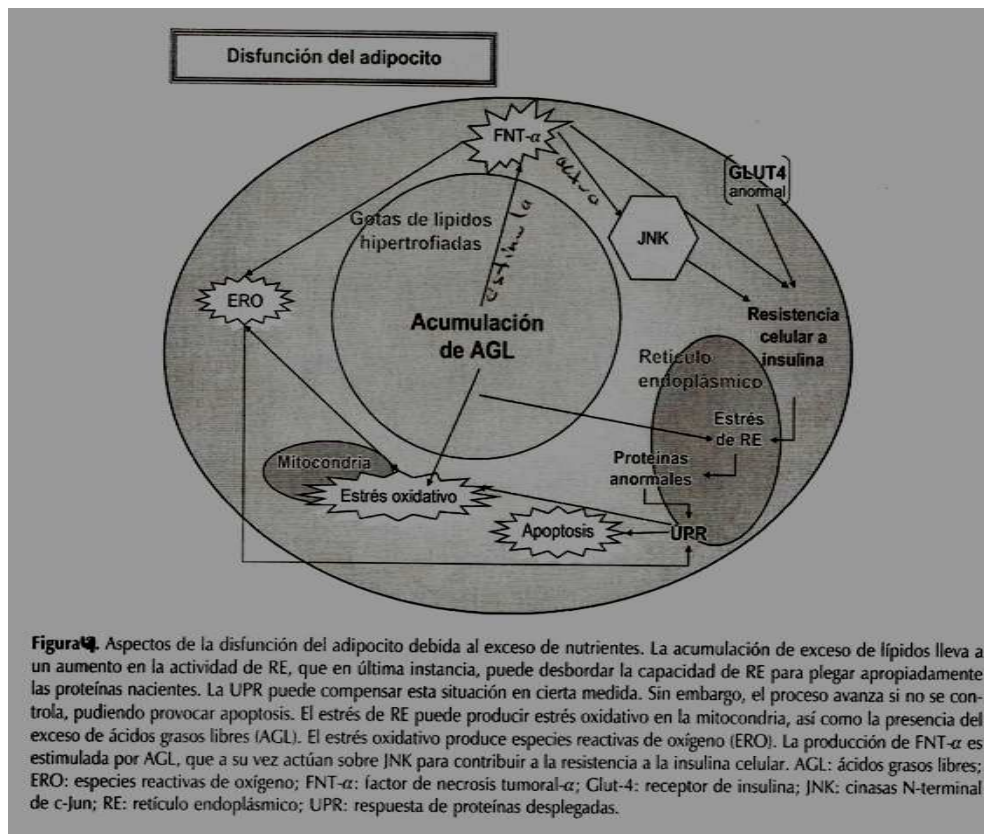 Disfunción del adipocito
FNT-α
activa
GLUT4
anormal
Gotas de lípidos
hipertrofiadas
estimula
JNK
ERO
Acumulación
de AGL
Resistencia
celular a
insulina
Retículo
endoplásmico
Estrés
de RE
Mitocondria
Proteínas
anormales
Estrés oxidativo
Apoptosis
UPR
Figura 4. Aspectos de la disfunción del adipocito debida al exceso de nutrientes. La acumulación de exceso de lípidos lleva a
un aumento en la actividad de RE, que en última instancia, puede desbordar la capacidad de RE para plegar apropiadamente
las proteínas nacientes. La UPR puede compensar esta situación en cierta medida. Sin embargo, el proceso avanza si no se con-
trola, pudiendo provocar apoptosis. El estrés de RE puede producir estrés oxidativo en la mitocondria, así como la presencia del
exceso de ácidos grasos libres (AGL). El estrés oxidativo produce especies reactivas de oxígeno (ERO). La producción de FNT-α es
estimulada por AGL, que a su vez actúan sobre JNK para contribuir a la resistencia a la insulina celular. AGL: ácidos grasos libres;
ERO: especies reactivas de oxígeno; FNT-α: factor de necrosis tumoral-α; Glut-4: receptor de insulina; JNK: cinasas N-terminal
de c-Jun; RE: retículo endoplásmico; UPR: respuesta de proteínas desplegadas.